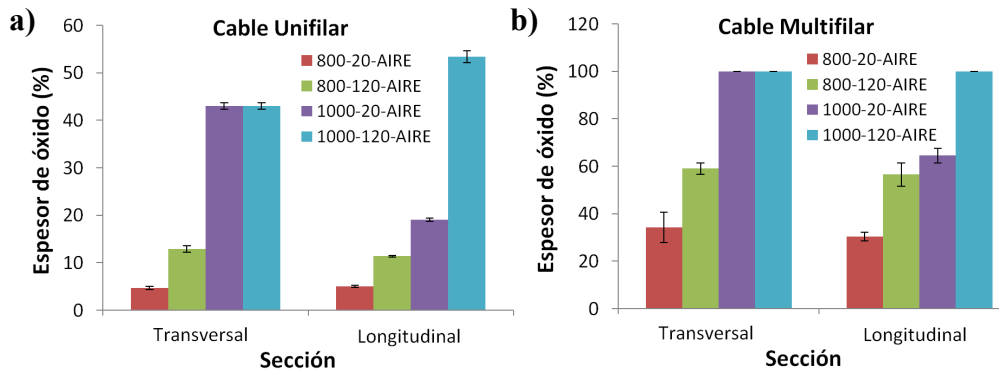 a)
Cable Unifilar
Espesor de óxido (%)
60
50
40
30
20
10
0
800-20-AIRE
800-120-AIRE
1000-20-AIRE
1000-120-AIRE
Transversal
Longitudinal
Sección
b)
Cable Multifilar
Espesor de óxido (%)
120
100
80
60
40
20
0
800-20-AIRE
800-120-AIRE
1000-20-AIRE
1000-120-AIRE
Transversal
Longitudinal
Sección